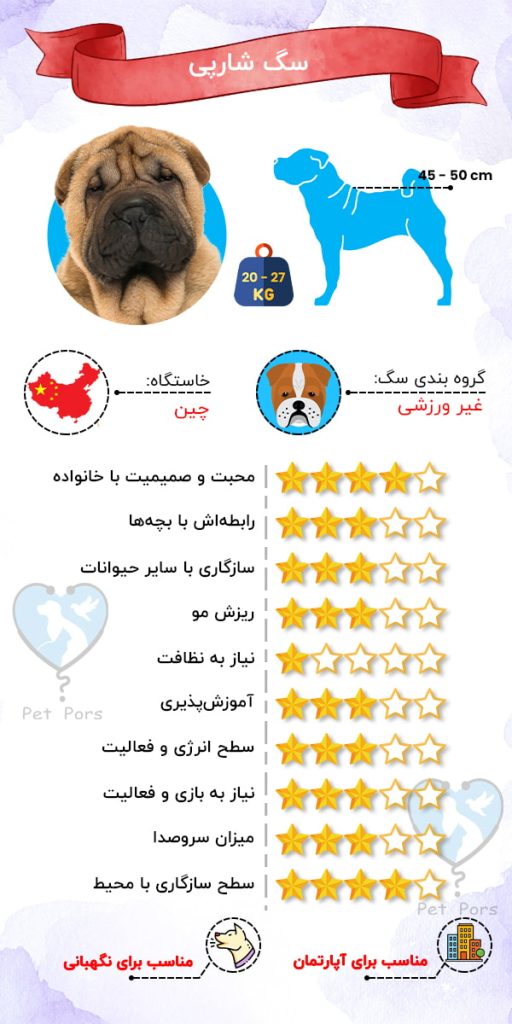 سگ شارپی
45 - 50 cm
20 - 27
KG
گروه بندی سگ:
غیر ورزشی
خاستگاه:
چین
محبت و صمیمیت با خانواده
رابطه‌اش با بچه‌ها
سازگاری با سایر حیوانات
ریزش مو
نیاز به نظافت
آموزش‌پذیری
سطح انرژی و فعالیت
نیاز به بازی و فعالیت
میزان سروصدا
سطح سازگاری با محیط
Pet Pors
Pet Pors
مناسب برای آپارتمان
مناسب برای نگهبانی